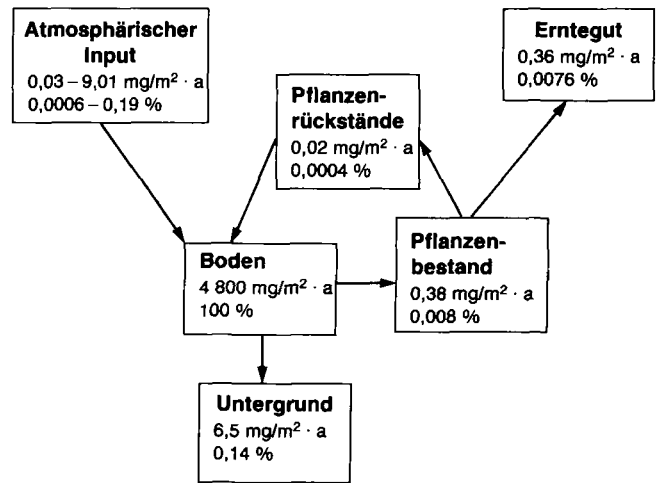 Atmosphärischer
Input
0,03 – 9,01 mg/m² · a
0,0006 – 0,19 %
Erntegut
0,36 mg/m² · a
0,0076 %
Pflanzen-
rückstände
0,02 mg/m² · a
0,0004 %
Boden
4 800 mg/m² · a
100 %
Pflanzen-
bestand
0,38 mg/m² · a
0,008 %
Untergrund
6,5 mg/m² · a
0,14 %